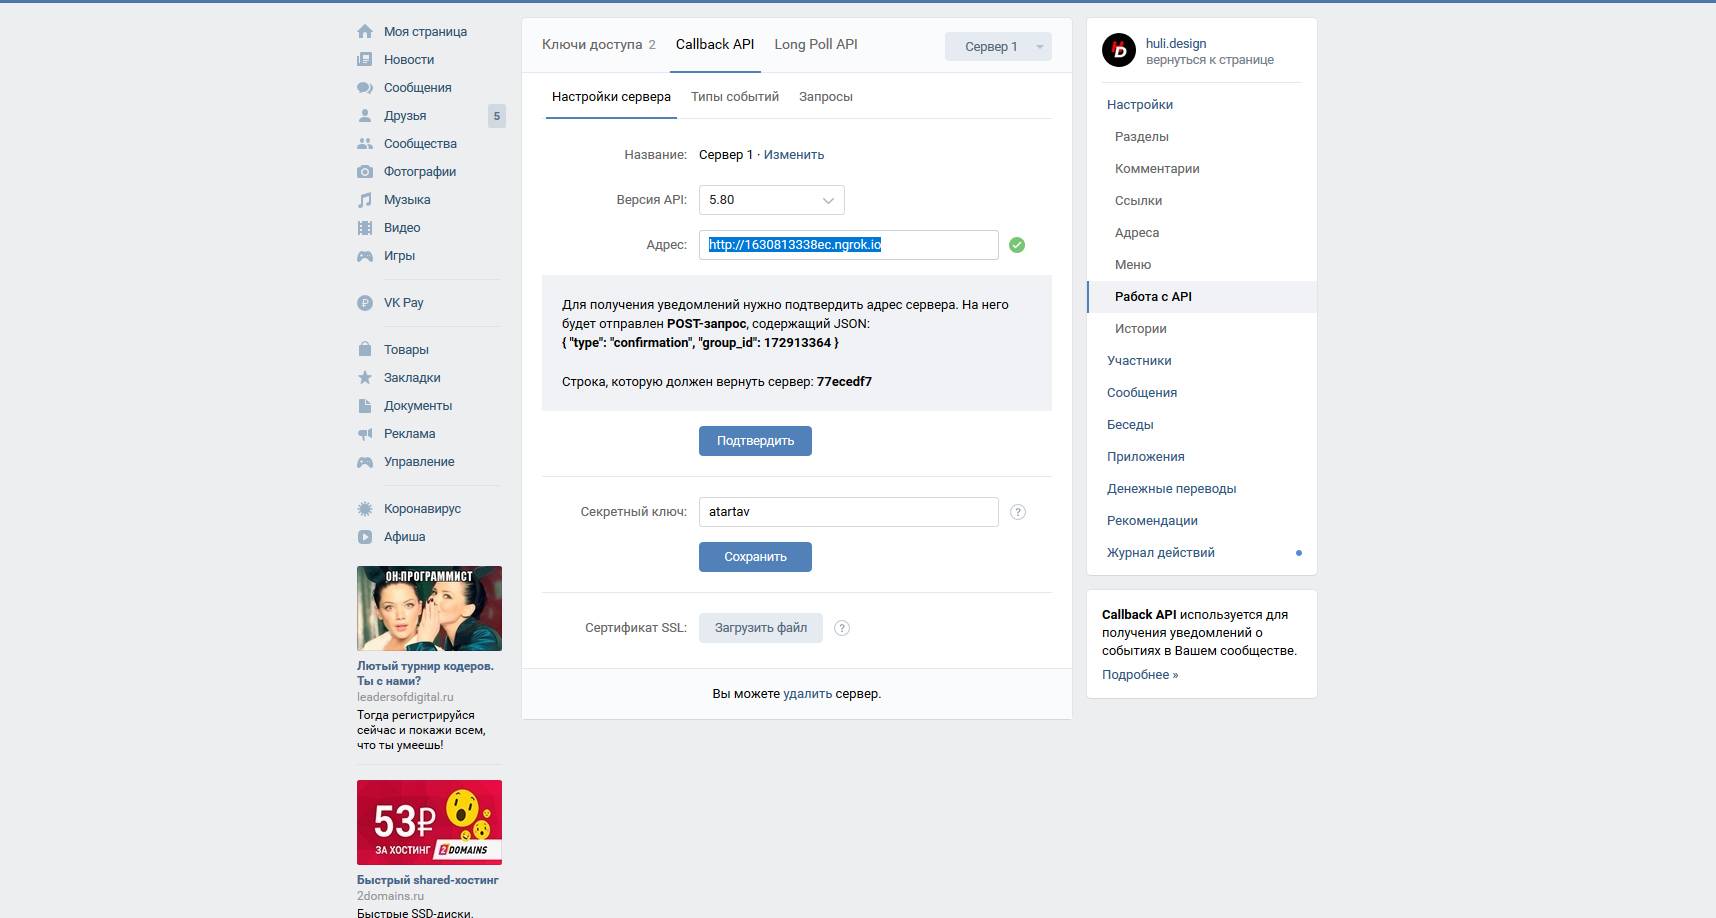 Моя страница
Новости
Сообщения
Друзья 5
Сообщества
Фотографии
Музыка
Видео
Игры
VK Pay
Товары
Закладки
Документы
Реклама
Управление
Коронавирус
Афиша
ОН-ПРОГРАММИСТ
Лютый турнир кодеров.
Ты с нами?
leadersofdigital.ru
Тогда регистрируйся
сейчас и покажи всем,
что ты умеешь!
53₽
ЗА ХОСТИНГ 2DOMAINS
Быстрый shared-хостинг
2domains.ru
Быстрые SSD-диски,
Ключи доступа 2 Callback API Long Poll API Сервер 1
Настройки сервера Типы событий Запросы
Название: Сервер 1 · Изменить
Версия API: 5.80
Адрес: http://1630813338ec.ngrok.io
Для получения уведомлений нужно подтвердить адрес сервера. На него
будет отправлен POST-запрос, содержащий JSON:
{ "type": "confirmation", "group_id": 172913364 }
Строка, которую должен вернуть сервер: 77ecedf7
Подтвердить
Секретный ключ: atartav ?
Сохранить
Сертификат SSL: Загрузить файл ?
Вы можете удалить сервер.
HD
huli.design
вернуться к странице
Настройки
Разделы
Комментарии
Ссылки
Адреса
Меню
Работа с API
Истории
Участники
Сообщения
Беседы
Приложения
Денежные переводы
Рекомендации
Журнал действий
Callback API используется для
получения уведомлений о
событиях в Вашем сообществе.
Подробнее »